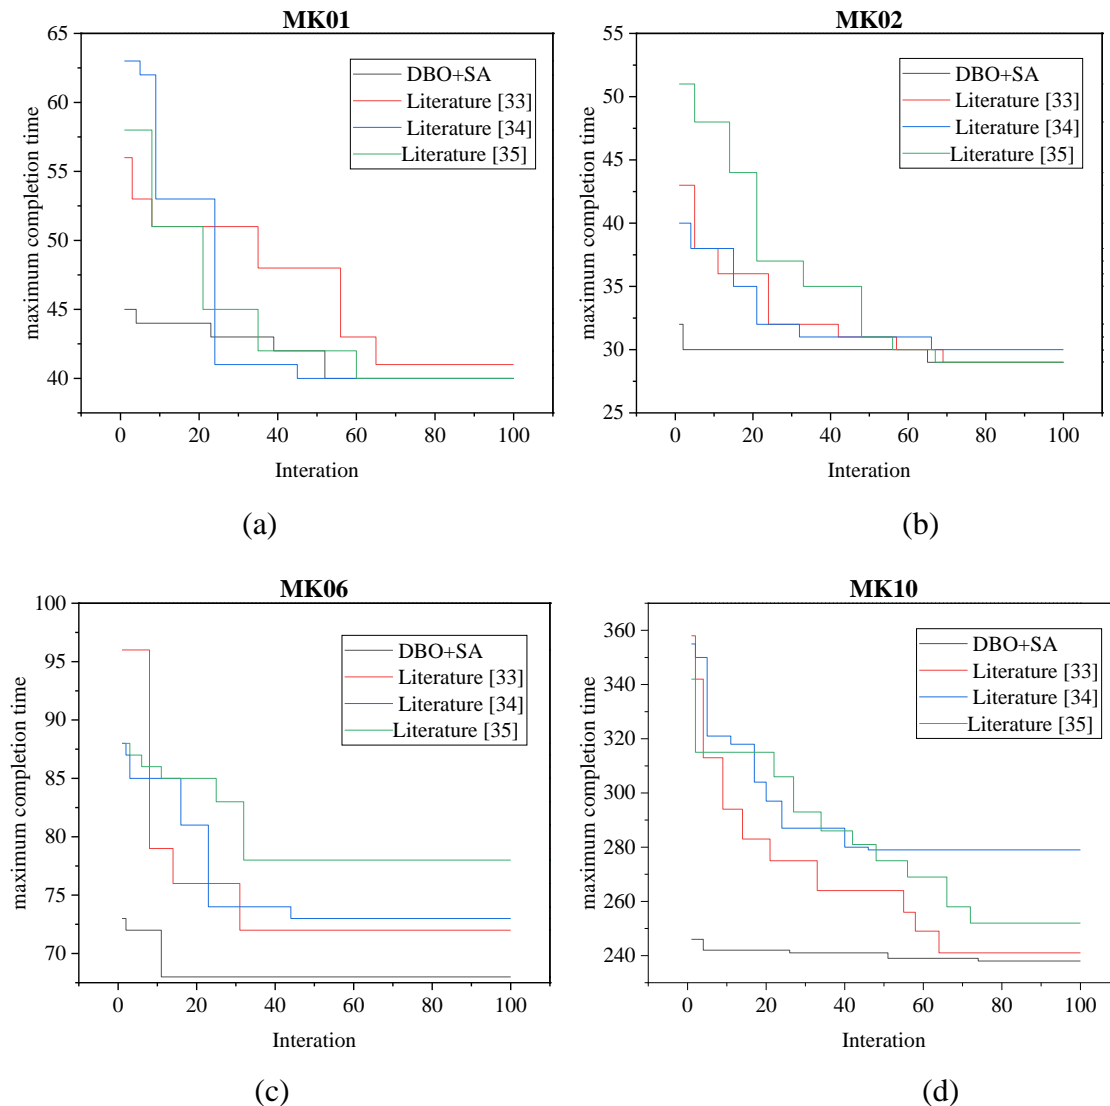 MK01
65
60
55
50
45
40
maximum completion time
DBO+SA
Literature [33]
Literature [34]
Literature [35]
0 20 40 60 80 100
Interation
(a)
MK02
55
50
45
40
35
30
25
maximum completion time
DBO+SA
Literature [33]
Literature [34]
Literature [35]
0 20 40 60 80 100
Interation
(b)
MK06
100
95
90
85
80
75
70
maximum completion time
DBO+SA
Literature [33]
Literature [34]
Literature [35]
0 20 40 60 80 100
Interation
(c)
MK10
360
340
320
300
280
260
240
maximum completion time
DBO+SA
Literature [33]
Literature [34]
Literature [35]
0 20 40 60 80 100
Interation
(d)